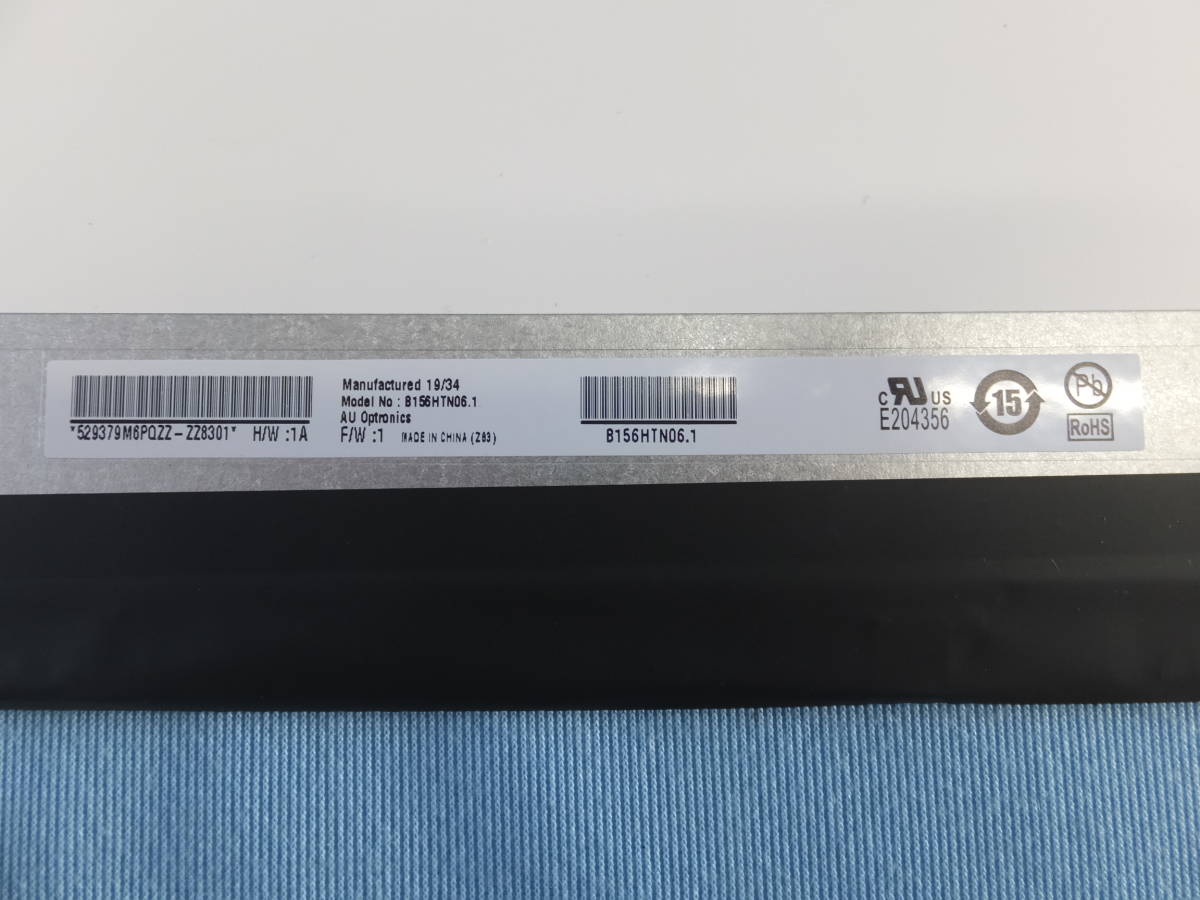 *529379M6PQZZ-ZZ8301* H/W :1A
Manufactured 19/34
Model No : B156HTN06.1
AU Optronics
F/W :1 MADE IN CHINA (Z83)
B156HTN06.1
C RU US
E204356
15
Pb
RoHS